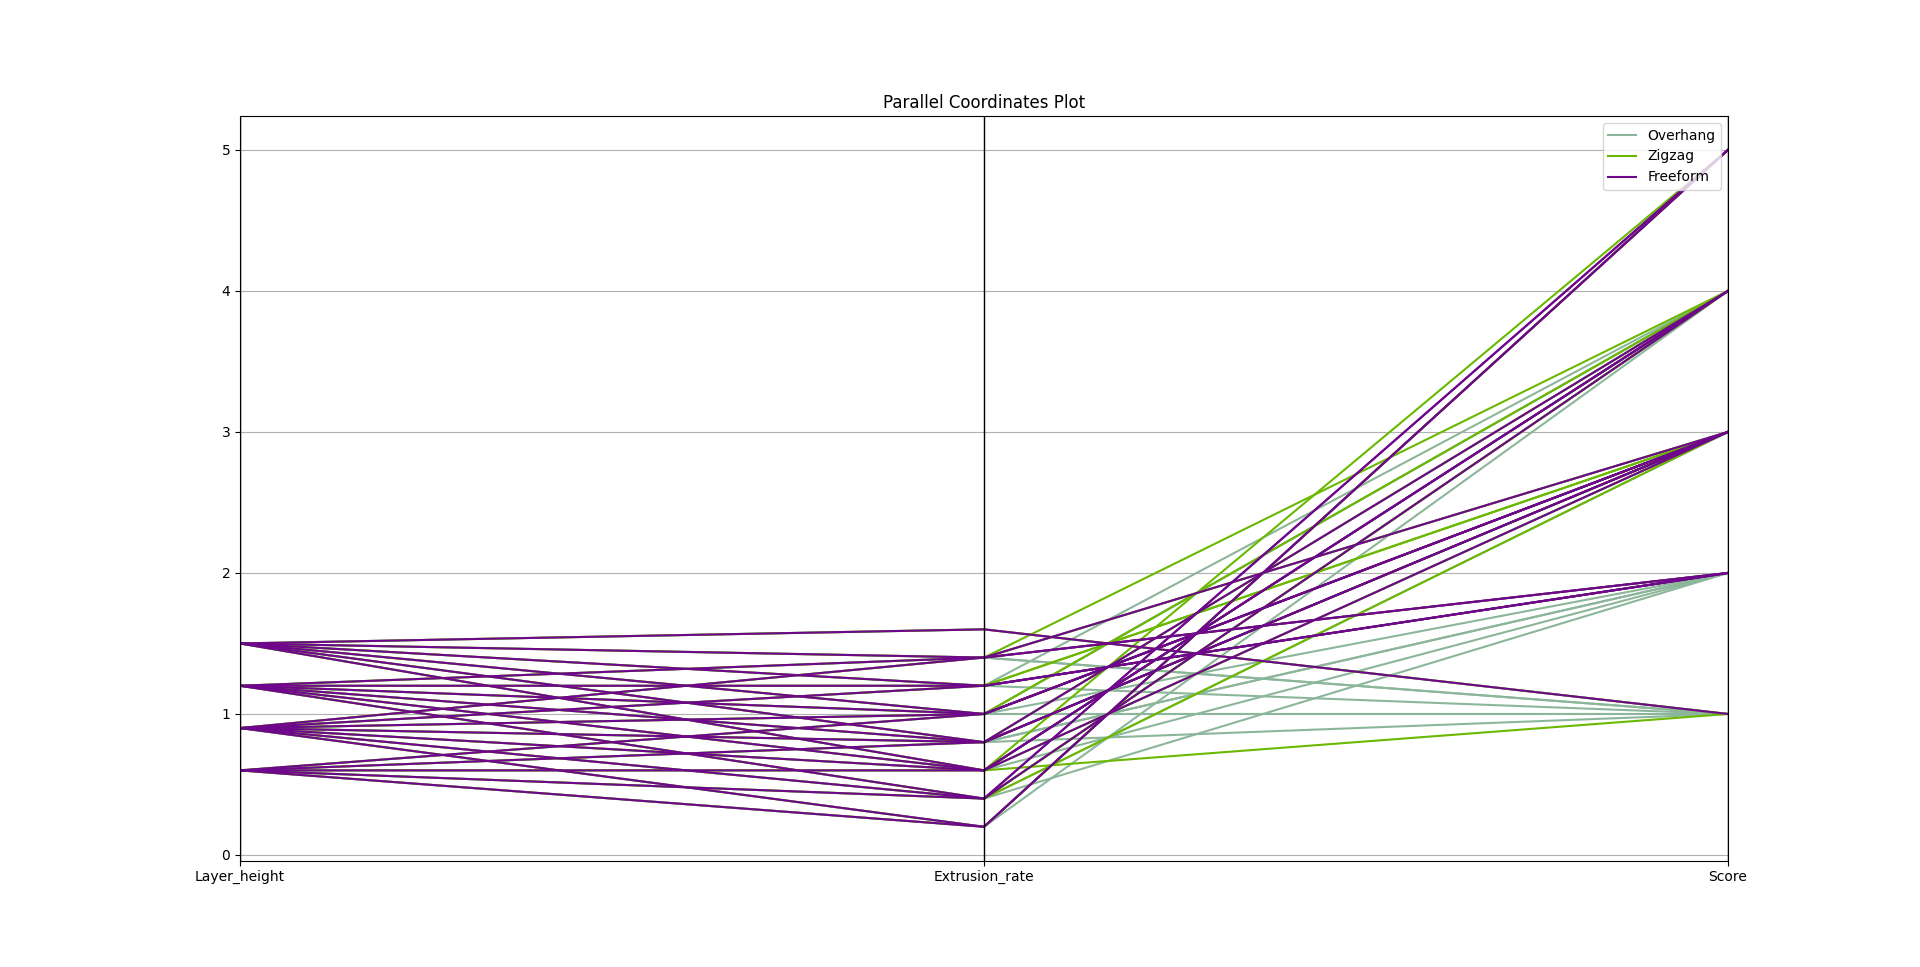 Parallel Coordinates Plot
Overhang
Zigzag
Freeform
5
4
3
2
1
0
Layer_height
Extrusion_rate
Score